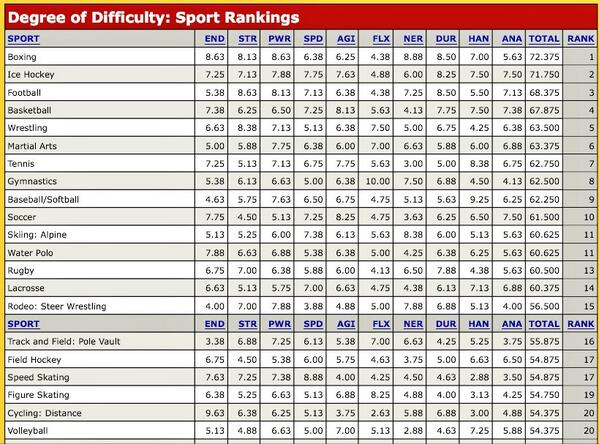 Degree of Difficulty: Sport Rankings
SPORT END STR PWR SPD AGI FLX NER DUR HAN ANA TOTAL RANK
Boxing 8.63 8.13 8.63 6.38 6.25 4.38 8.88 8.50 7.00 5.63 72.375 1
Ice Hockey 7.25 7.13 7.88 7.75 7.63 4.88 6.00 8.25 7.50 7.50 71.750 2
Football 5.38 8.63 8.13 7.13 6.38 4.38 7.25 8.50 5.50 7.13 68.375 3
Basketball 7.38 6.25 6.50 7.25 8.13 5.63 4.13 7.75 7.50 7.38 67.875 4
Wrestling 6.63 8.38 7.13 5.13 6.38 7.50 5.00 6.75 4.25 6.38 63.500 5
Martial Arts 5.00 5.88 7.75 6.38 6.00 7.00 6.63 5.88 6.00 6.88 63.375 6
Tennis 7.25 5.13 7.13 6.75 7.75 5.63 3.00 5.00 8.38 6.75 62.750 7
Gymnastics 5.38 6.13 6.63 5.00 6.38 10.00 7.50 6.88 4.50 4.13 62.500 8
Baseball/Softball 4.63 5.75 7.63 6.50 6.75 4.75 5.13 5.63 9.25 6.25 62.250 9
Soccer 7.75 4.50 5.13 7.25 8.25 4.75 3.63 6.25 6.50 7.50 61.500 10
Skiing: Alpine 5.13 5.25 6.00 7.38 6.13 5.63 8.38 6.00 5.13 5.63 60.625 11
Water Polo 7.88 6.63 6.88 5.38 6.38 5.00 4.25 6.38 6.25 5.63 60.625 11
Rugby 6.75 7.00 6.38 5.88 6.00 4.13 6.50 7.88 4.38 5.63 60.500 13
Lacrosse 6.63 5.13 5.75 7.00 6.63 4.75 4.38 6.13 7.13 6.88 60.375 14
Rodeo: Steer Wrestling 4.00 7.00 7.88 3.88 4.88 5.00 7.88 6.88 5.13 4.00 56.500 15
SPORT END STR PWR SPD AGI FLX NER DUR HAN ANA TOTAL RANK
Track and Field: Pole Vault 3.38 6.88 7.25 6.13 5.38 7.00 6.63 4.25 5.25 3.75 55.875 16
Field Hockey 6.75 4.50 5.38 6.00 5.75 4.63 3.75 5.00 6.63 6.50 54.875 17
Speed Skating 7.63 7.25 7.38 8.88 4.00 4.25 4.50 4.63 2.88 3.50 54.875 17
Figure Skating 6.38 5.25 6.63 5.13 6.88 8.25 4.88 4.00 3.13 4.25 54.750 19
Cycling: Distance 9.63 6.38 6.25 5.13 3.75 2.63 5.88 6.88 3.00 4.88 54.375 20
Volleyball 5.13 4.88 6.63 5.00 7.00 5.13 2.88 4.63 7.25 5.88 54.375 20